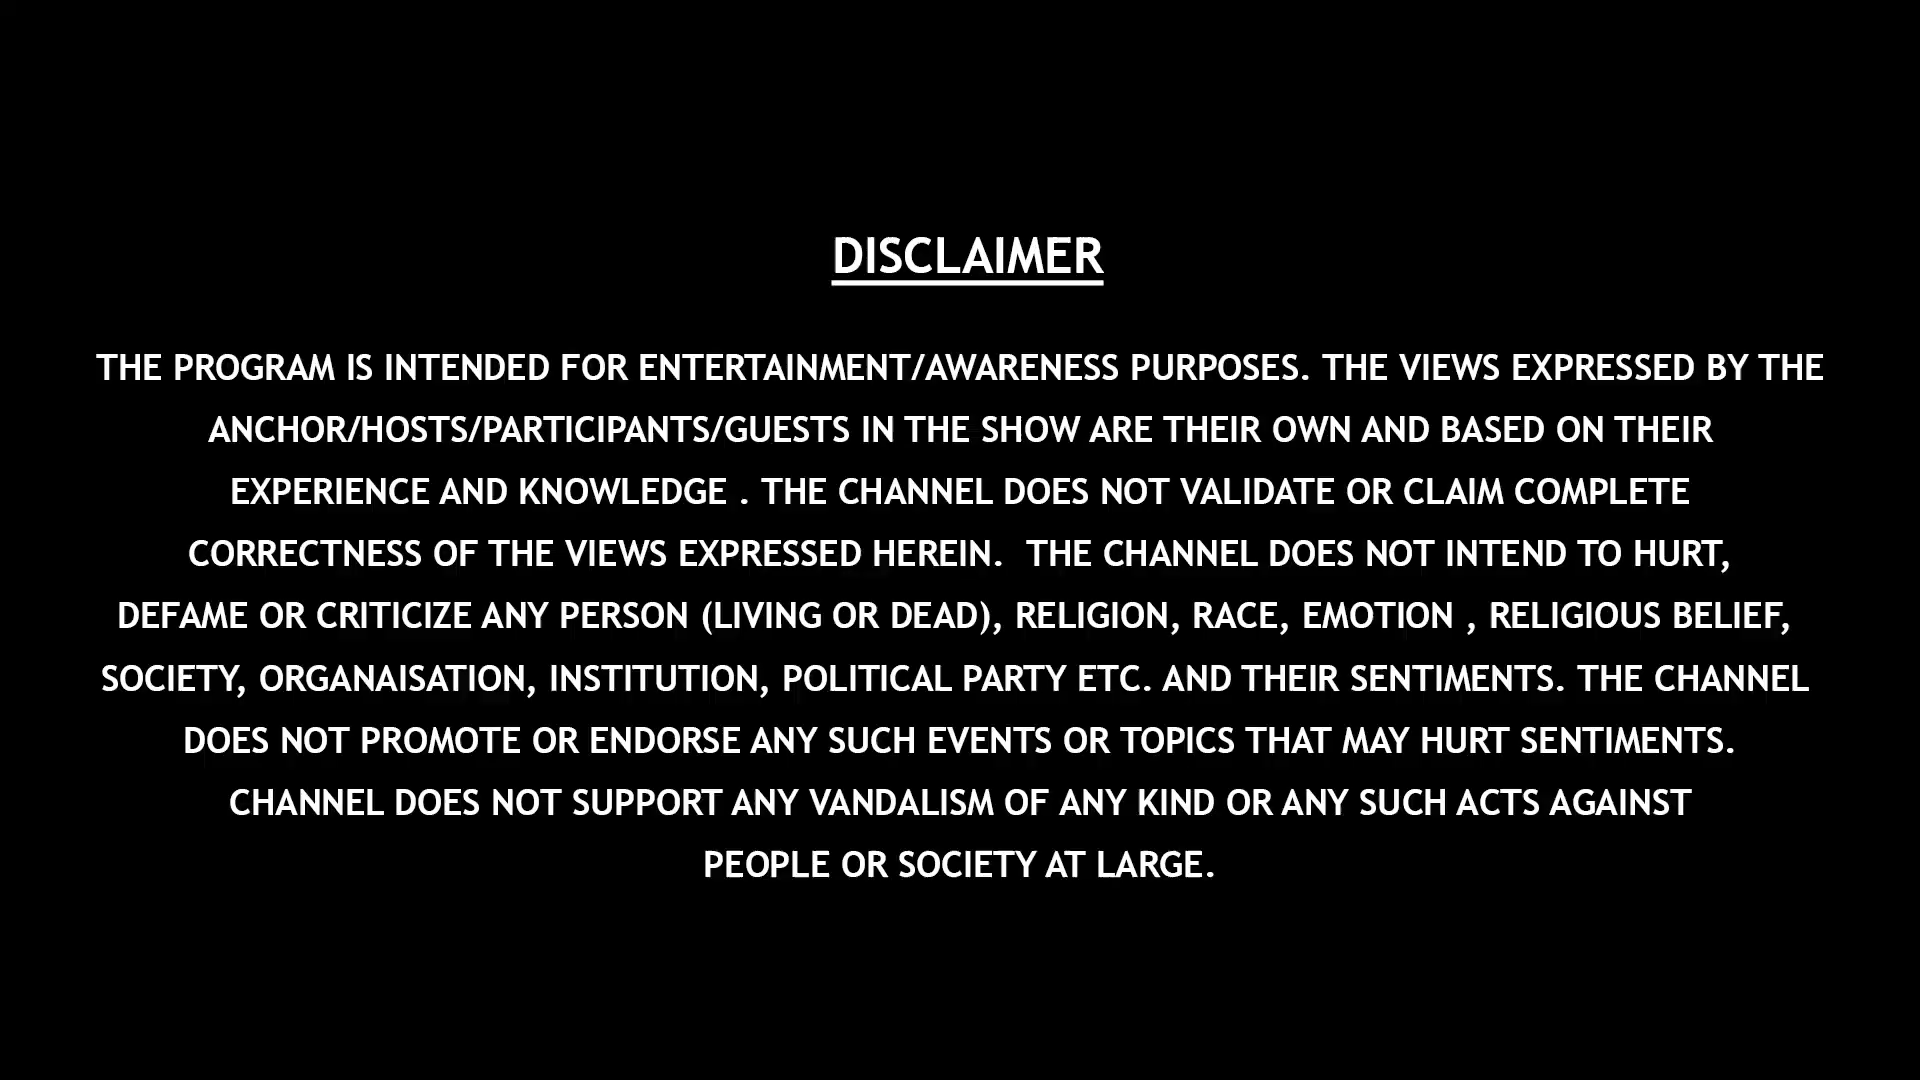 DISCLAIMER
THE PROGRAM IS INTENDED FOR ENTERTAINMENT/AWARENESS PURPOSES. THE VIEWS EXPRESSED BY THE
ANCHOR/HOSTS/PARTICIPANTS/GUESTS IN THE SHOW ARE THEIR OWN AND BASED ON THEIR
EXPERIENCE AND KNOWLEDGE . THE CHANNEL DOES NOT VALIDATE OR CLAIM COMPLETE
CORRECTNESS OF THE VIEWS EXPRESSED HEREIN.  THE CHANNEL DOES NOT INTEND TO HURT,
DEFAME OR CRITICIZE ANY PERSON (LIVING OR DEAD), RELIGION, RACE, EMOTION , RELIGIOUS BELIEF,
SOCIETY, ORGANAISATION, INSTITUTION, POLITICAL PARTY ETC. AND THEIR SENTIMENTS. THE CHANNEL
DOES NOT PROMOTE OR ENDORSE ANY SUCH EVENTS OR TOPICS THAT MAY HURT SENTIMENTS.
CHANNEL DOES NOT SUPPORT ANY VANDALISM OF ANY KIND OR ANY SUCH ACTS AGAINST
PEOPLE OR SOCIETY AT LARGE.